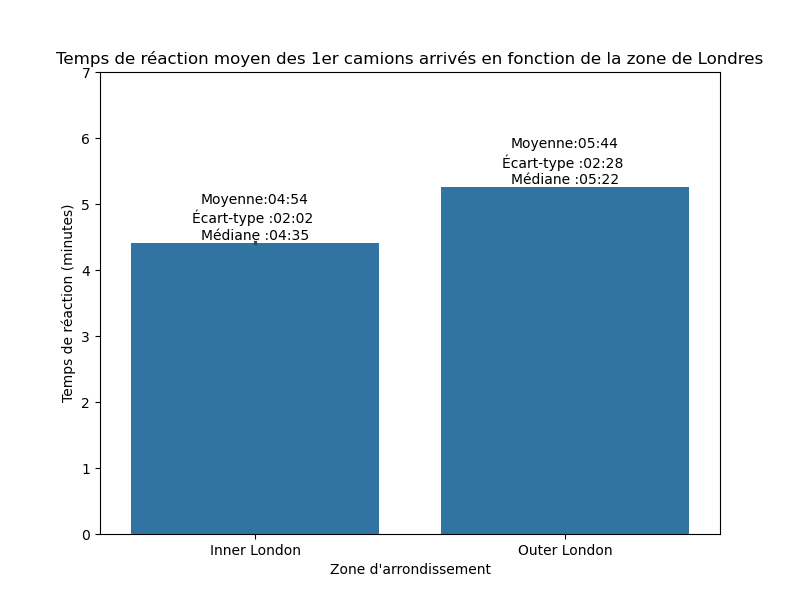 Temps de réaction moyen des 1er camions arrivés en fonction de la zone de Londres
7
6
5
4
3
2
1
0
Temps de réaction (minutes)
Moyenne:04:54
Écart-type :02:02
Médiane :04:35
Moyenne:05:44
Écart-type :02:28
Médiane :05:22
Inner London
Outer London
Zone d'arrondissement